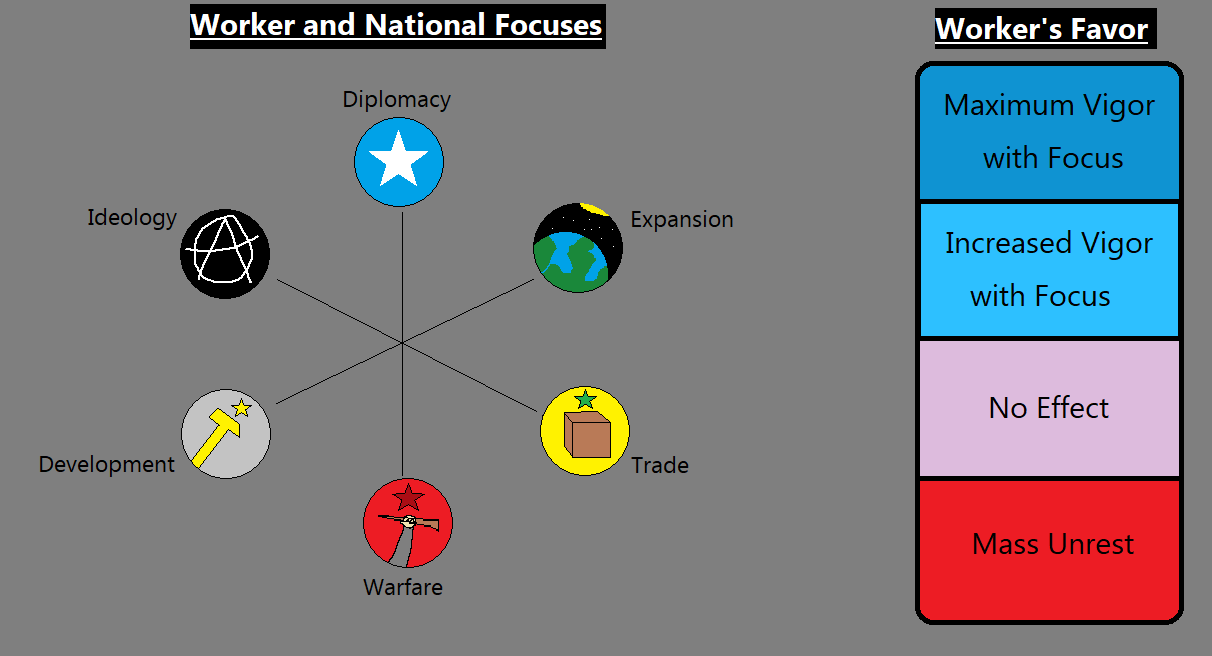 Worker and National Focuses
Diplomacy
Ideology
Expansion
Development
Trade
Warfare
Worker's Favor
Maximum Vigor
with Focus
Increased Vigor
with Focus
No Effect
Mass Unrest